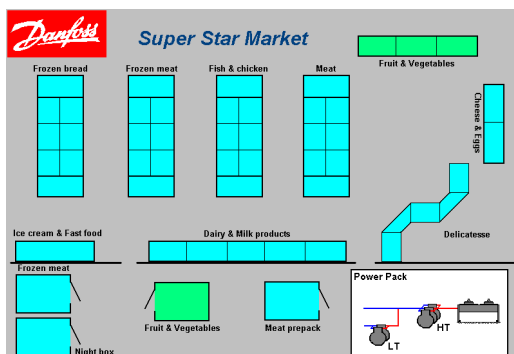 Danfoss
Super Star Market
Fruit & Vegetables
Frozen bread
Frozen meat
Fish & chicken
Meat
Cheese & Eggs
Ice cream & Fast food
Dairy & Milk products
Delicatesse
Frozen meat
Power Pack
Fruit & Vegetables
Meat prepack
HT
LT
Night box